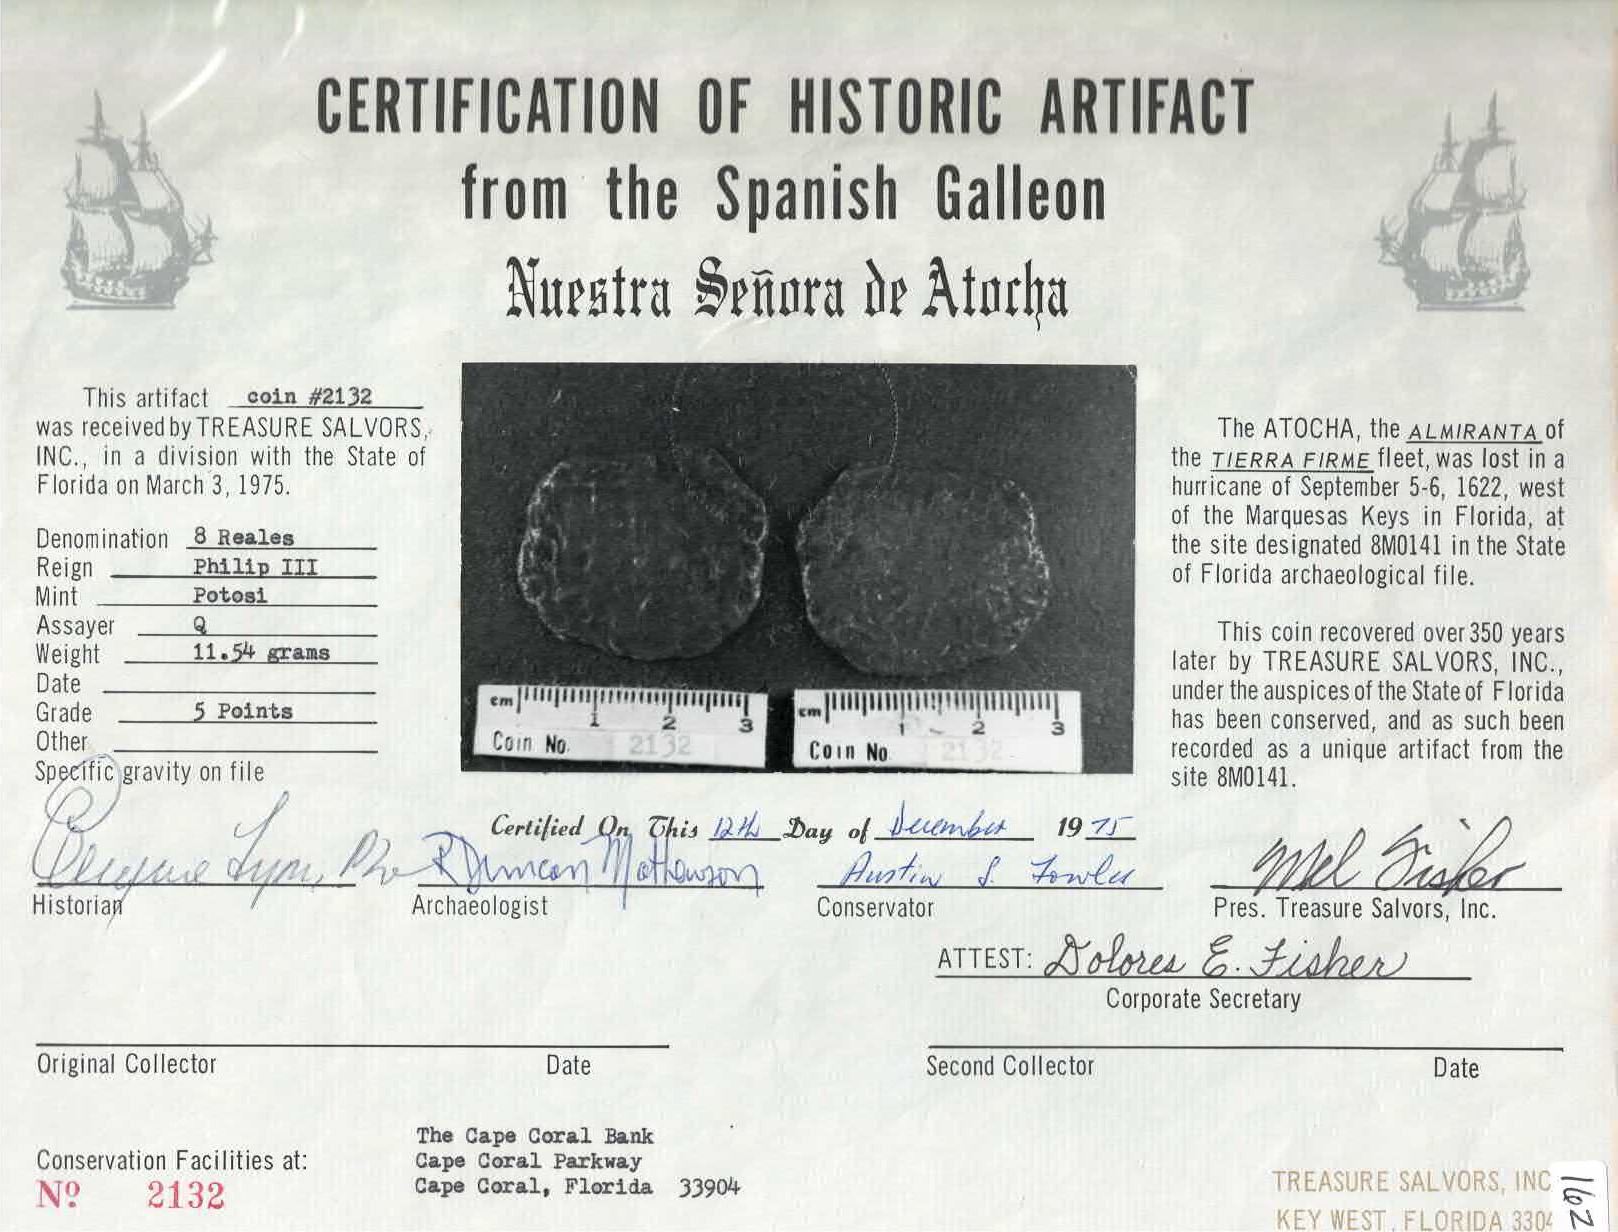 CERTIFICATION OF HISTORIC ARTIFACT
from the Spanish Galleon
Nuestra Señora de Atocha
This artifact coin #2132
was received by TREASURE SALVORS,
INC., in a division with the State of
Florida on March 3, 1975.
Denomination 8 Reales
Reign Philip III
Mint Potosi
Assayer Q
Weight 11.54 grams
Date
Grade 5 Points
Other
Specific gravity on file
cm 1 2 3
Coin No. 2132
cm 1 2 3
Coin No 2132
The ATOCHA, the ALMIRANTA of
the TIERRA FIRME fleet, was lost in a
hurricane of September 5-6, 1622, west
of the Marquesas Keys in Florida, at
the site designated 8MO141 in the State
of Florida archaeological file.
This coin recovered over 350 years
later by TREASURE SALVORS, INC.,
under the auspices of the State of Florida
has been conserved, and as such been
recorded as a unique artifact from the
site 8MO141.
Certified On This 12th Day of December 1975
Eugene Lyon, PhD
Historian
R Duncan Mathewson
Archaeologist
Austin S. Fowles
Conservator
Mel Fisher
Pres. Treasure Salvors, Inc.
ATTEST: Dolores E. Fisher
Corporate Secretary
Original Collector Date
Second Collector Date
Conservation Facilities at:
The Cape Coral Bank
Cape Coral Parkway
Cape Coral, Florida 33904
Nº 2132
TREASURE SALVORS, INC
KEY WEST, FLORIDA 3304
162